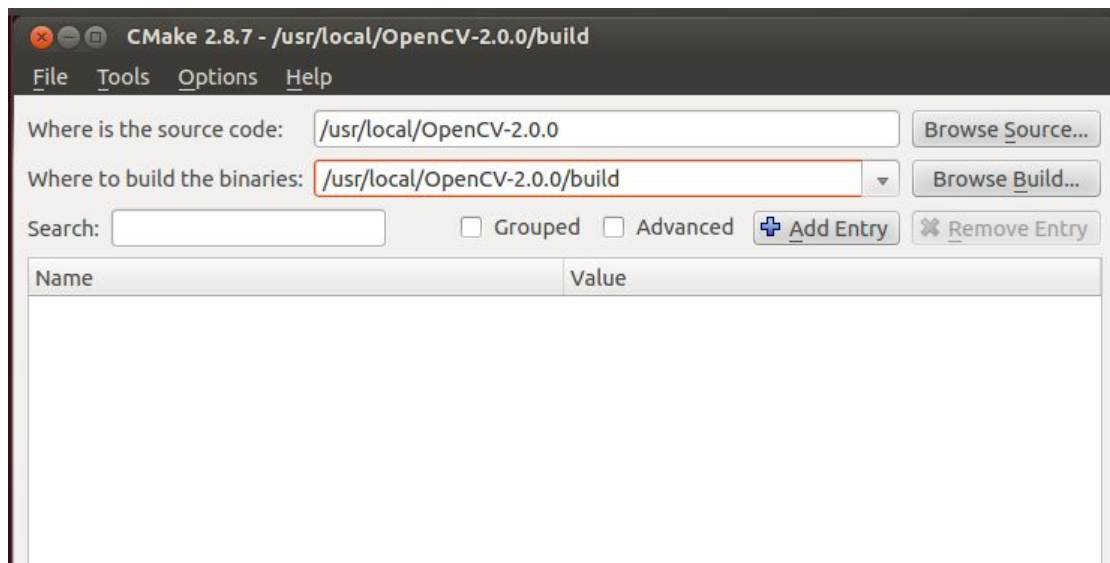 CMake 2.8.7 - /usr/local/OpenCV-2.0.0/build
File Tools Options Help
Where is the source code: /usr/local/OpenCV-2.0.0 Browse Source...
Where to build the binaries: /usr/local/OpenCV-2.0.0/build Browse Build...
Search: Grouped Advanced Add Entry Remove Entry
Name Value